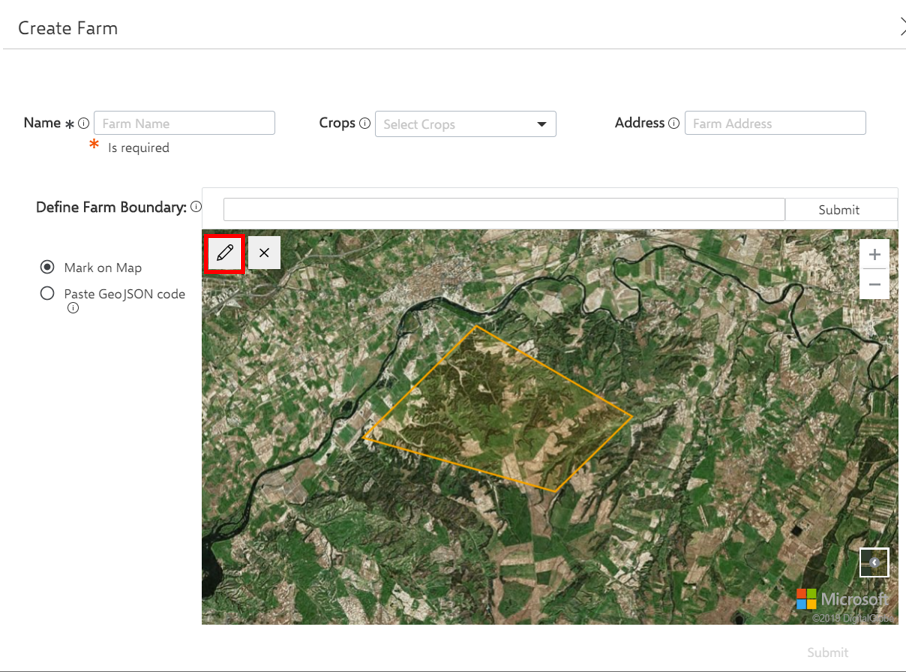 Create Farm
Name * Farm Name
Crops Select Crops
Address Farm Address
* Is required
Define Farm Boundary:
Submit
Mark on Map
Paste GeoJSON code
Microsoft
©2018 DigitalGlobe
Submit